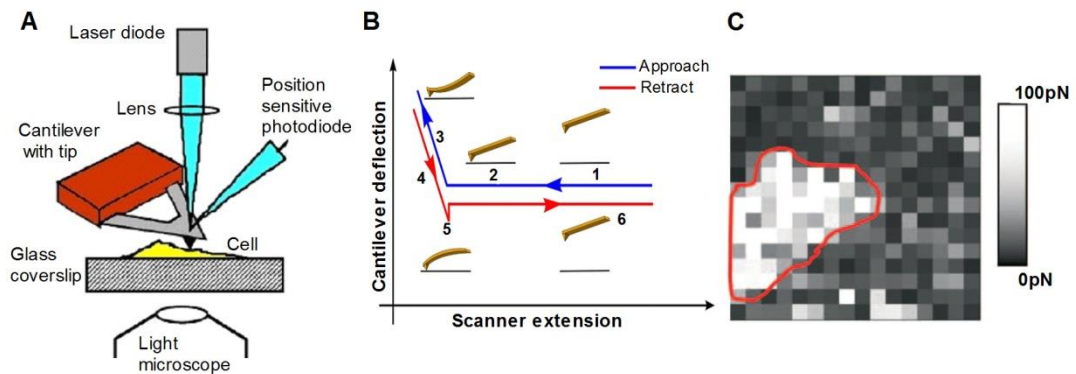 A
Laser diode
Lens
Position
sensitive
photodiode
Cantilever
with tip
Cell
Glass
coverslip
Light
microscope
B
Approach
Retract
Cantilever deflection
3
2
1
4
5
6
Scanner extension
C
100pN
0pN